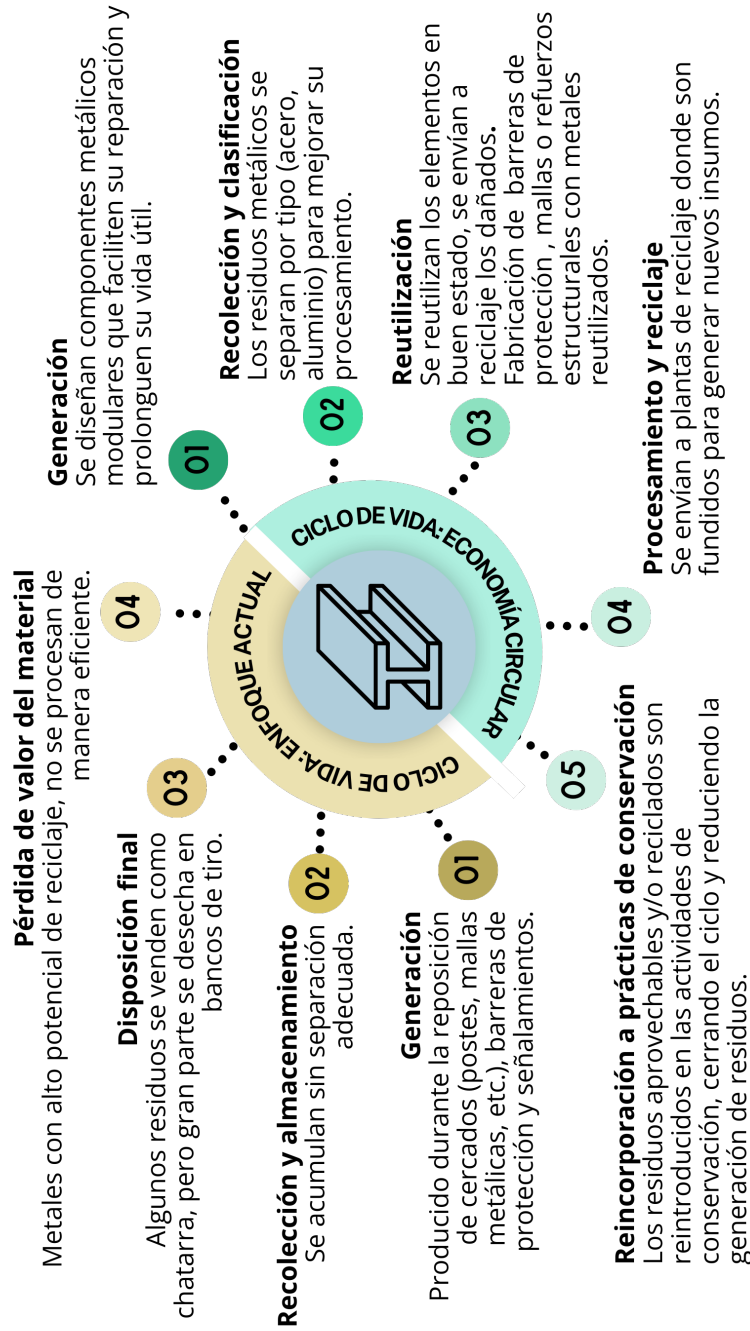 Pérdida de valor del material
Metales con alto potencial de reciclaje, no se procesan de
manera eficiente.
04
Disposición final
Algunos residuos se venden como
chatarra, pero gran parte se desecha en
bancos de tiro.
03
Recolección y almacenamiento
Se acumulan sin separación
adecuada.
02
Generación
Producido durante la reposición
de cercados (postes, mallas
metálicas, etc.), barreras de
protección y señalamientos.
01
CICLO DE VIDA: ENFOQUE ACTUAL
CICLO DE VIDA: ECONOMÍA CIRCULAR
01
Generación
Se diseñan componentes metálicos
modulares que faciliten su reparación y
prolonguen su vida útil.
02
Recolección y clasificación
Los residuos metálicos se
separan por tipo (acero,
aluminio) para mejorar su
procesamiento.
03
Reutilización
Se reutilizan los elementos en
buen estado, se envían a
reciclaje los dañados.
Fabricación de barreras de
protección , mallas o refuerzos
estructurales con metales
reutilizados.
04
Procesamiento y reciclaje
Se envían a plantas de reciclaje donde son
fundidos para generar nuevos insumos.
05
Reincorporación a prácticas de conservación
Los residuos aprovechables y/o reciclados son
reintroducidos en las actividades de
conservación, cerrando el ciclo y reduciendo la
generación de residuos.